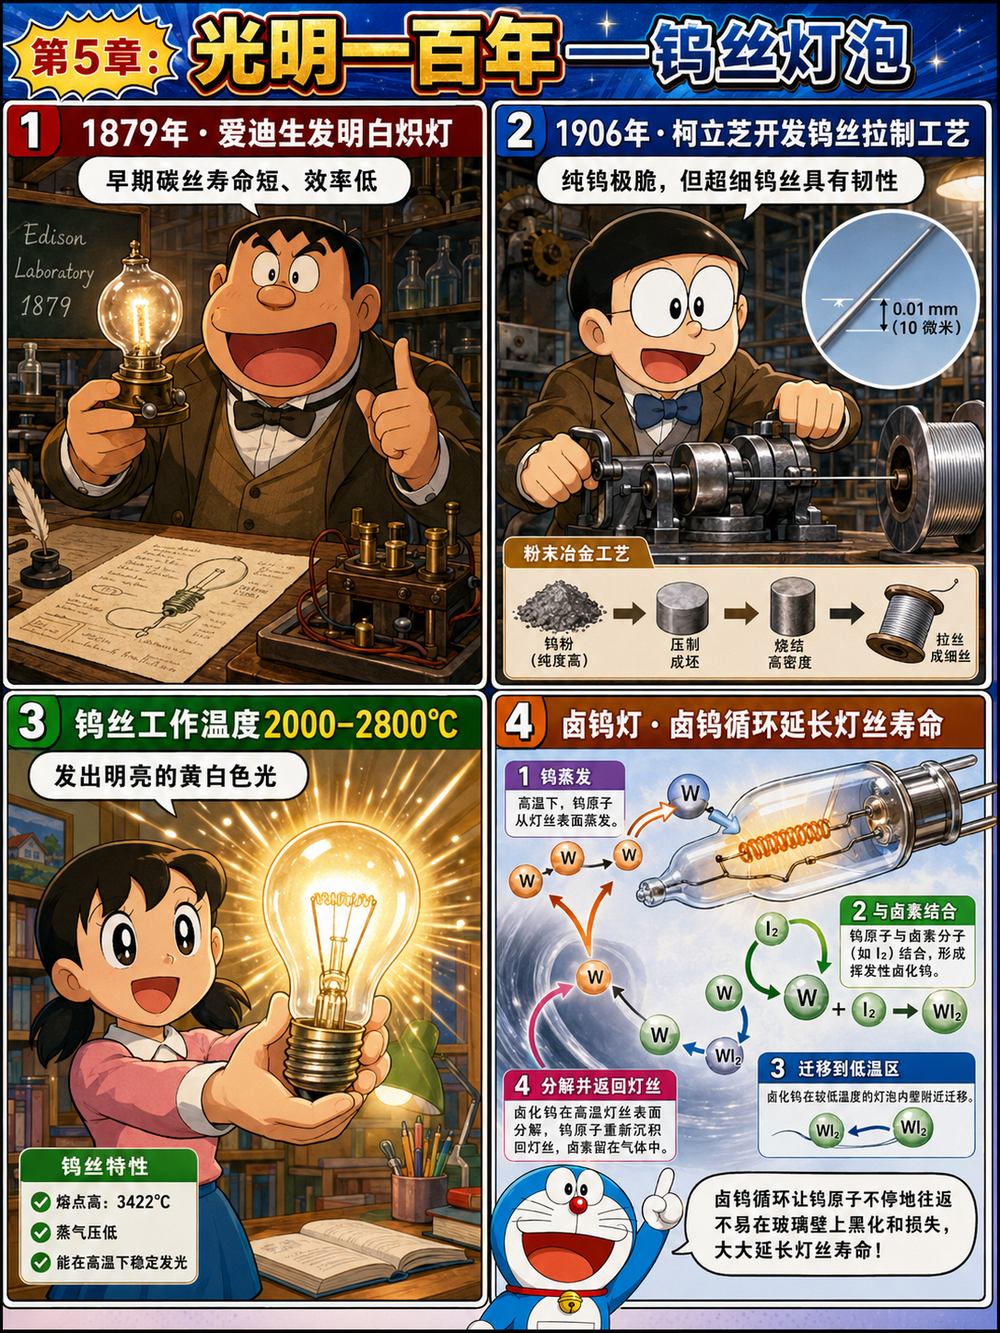 第5章：
光明一百年—钨丝灯泡
1
1879年·爱迪生发明白炽灯
早期碳丝寿命短、效率低
Edison
Laboratory
1879
2
1906年·柯立芝开发钨丝拉制工艺
纯钨极脆，但超细钨丝具有韧性
0.01 mm
（10 微米）
粉末冶金工艺
钨粉
（纯度高）
压制
成坯
烧结
高密度
拉丝
成细丝
3
钨丝工作温度2000–2800℃
发出明亮的黄白色光
钨丝特性
熔点高：3422℃
蒸气压低
能在高温下稳定发光
4
卤钨灯·卤钨循环延长灯丝寿命
1 钨蒸发
高温下，钨原子
从灯丝表面蒸发。
W
W
W
W
W
2 与卤素结合
钨原子与卤素分子
（如 I₂）结合，形成
挥发性卤化钨。
I₂
W + I₂ → WI₂
W
W
WI₂
3 迁移到低温区
卤化钨在较低温度的灯泡内壁附近迁移。
WI₂
WI₂
4 分解并返回灯丝
卤化钨在高温灯丝表面
分解，钨原子重新沉积
回灯丝，卤素留在气体中。
卤钨循环让钨原子不停地往返
不易在玻璃壁上黑化和损失，
大大延长灯丝寿命！